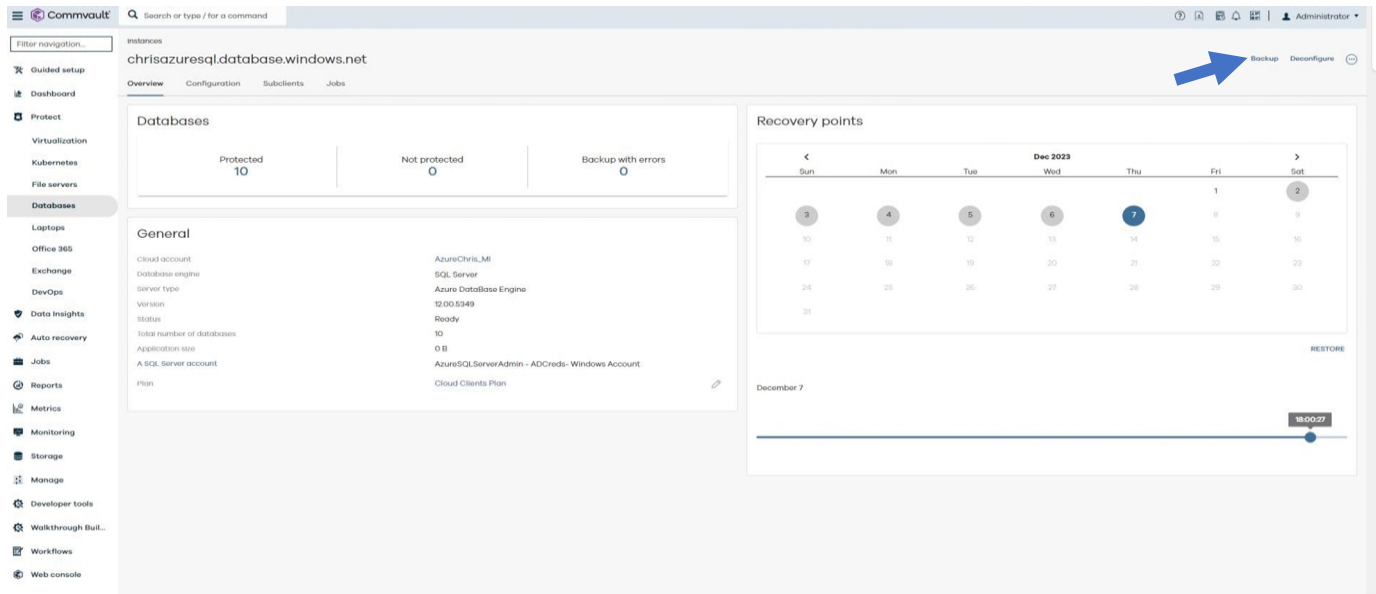 Commvault®
Search or type / for a command
Administrator
Filter navigation...
Guided setup
Dashboard
Protect
Virtualization
Kubernetes
File servers
Databases
Laptops
Office 365
Exchange
DevOps
Data Insights
Auto recovery
Jobs
Reports
Metrics
Monitoring
Storage
Manage
Developer tools
Walkthrough Buil...
Workflows
Web console
Instances
chrisazuresql.database.windows.net
Backup Deconfigure
Overview Configuration Subclients Jobs
Databases
Protected Not protected Backup with errors
10 0 0
General
Cloud account AzureChris_MI
Database engine SQL Server
Server type Azure DataBase Engine
Version 12.00.5349
Status Ready
Total number of databases 10
Application size 0 B
A SQL Server account AzureSQLServerAdmin - ADCreds- Windows Account
Plan Cloud Clients Plan
Recovery points
Dec 2023
Sun Mon Tue Wed Thu Fri Sat
1 2
3 4 5 6 7 8 9
10 11 12 13 14 15 16
17 18 19 20 21 22 23
24 25 26 27 28 29 30
31
RESTORE
December 7
18:00:27